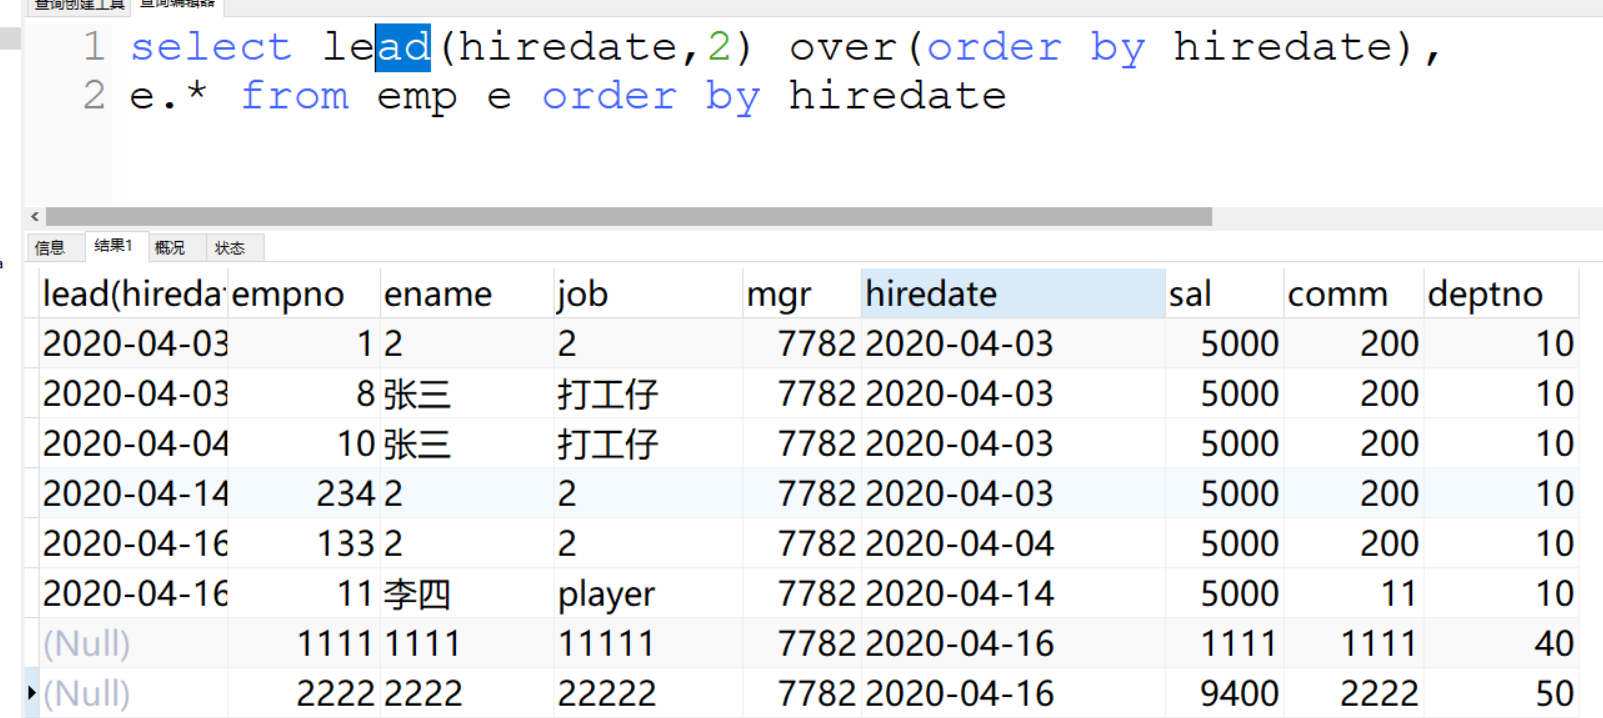 查询创建工具 查询编辑器
1 select lead(hiredate,2) over(order by hiredate),
2 e.* from emp e order by hiredate
信息 结果1 概况 状态
lead(hireda empno ename job mgr hiredate sal comm deptno
2020-04-03 1 2 2 7782 2020-04-03 5000 200 10
2020-04-03 8 张三 打工仔 7782 2020-04-03 5000 200 10
2020-04-04 10 张三 打工仔 7782 2020-04-03 5000 200 10
2020-04-14 234 2 2 7782 2020-04-03 5000 200 10
2020-04-16 133 2 2 7782 2020-04-04 5000 200 10
2020-04-16 11 李四 player 7782 2020-04-14 5000 11 10
(Null) 1111 1111 11111 7782 2020-04-16 1111 1111 40
(Null) 2222 2222 22222 7782 2020-04-16 9400 2222 50